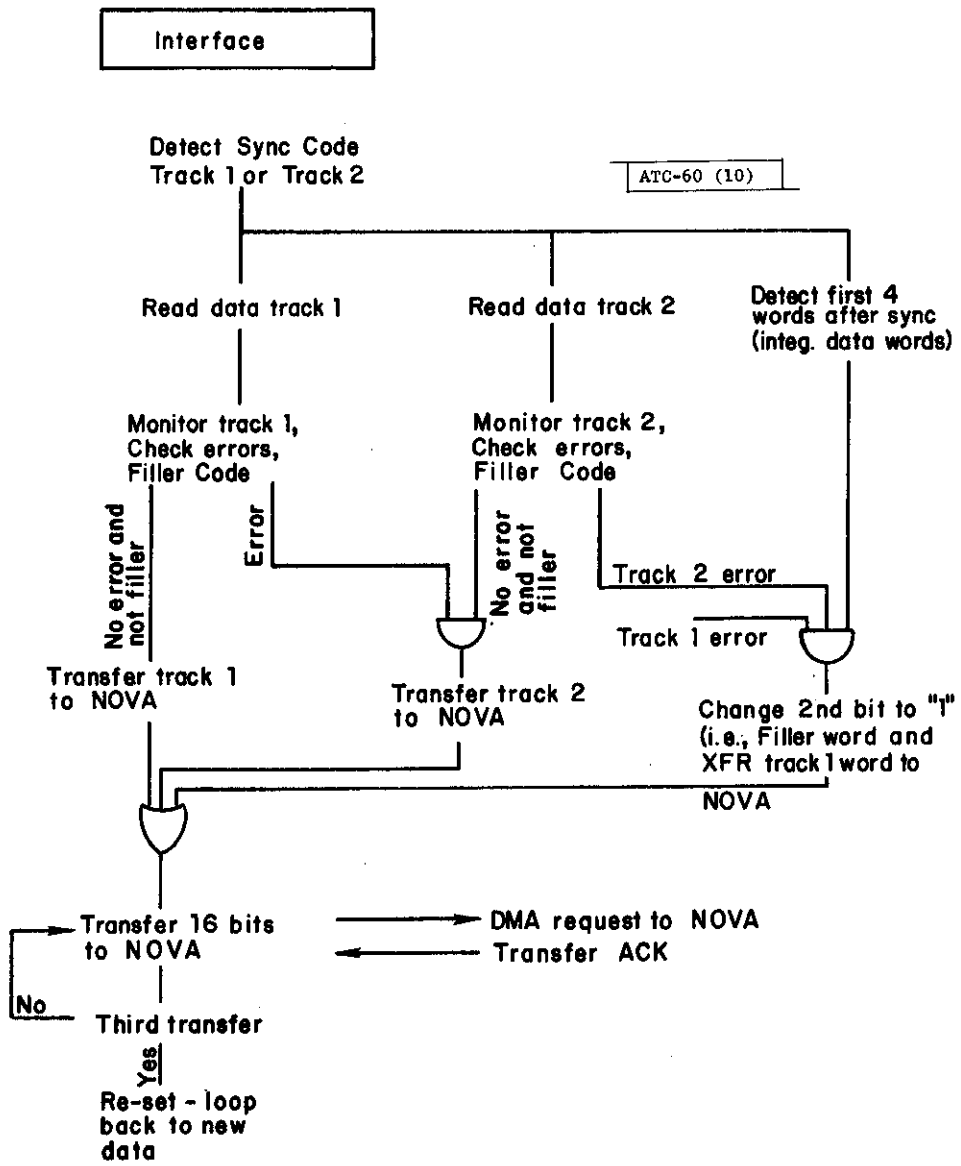 Interface
Detect Sync Code
Track 1 or Track 2
ATC-60 (10)
Read data track 1
Read data track 2
Detect first 4
words after sync
(integ. data words)
Monitor track 1,
Check errors,
Filler Code
Monitor track 2,
Check errors,
Filler Code
No error and
not filler
Error
No error
and not
filler
Track 2 error
Track 1 error
Transfer track 1
to NOVA
Transfer track 2
to NOVA
Change 2nd bit to "1"
(i.e., Filler word and
XFR track 1 word to
NOVA
Transfer 16 bits
to NOVA
DMA request to NOVA
Transfer ACK
No
Third transfer
Yes
Re-set - loop
back to new
data